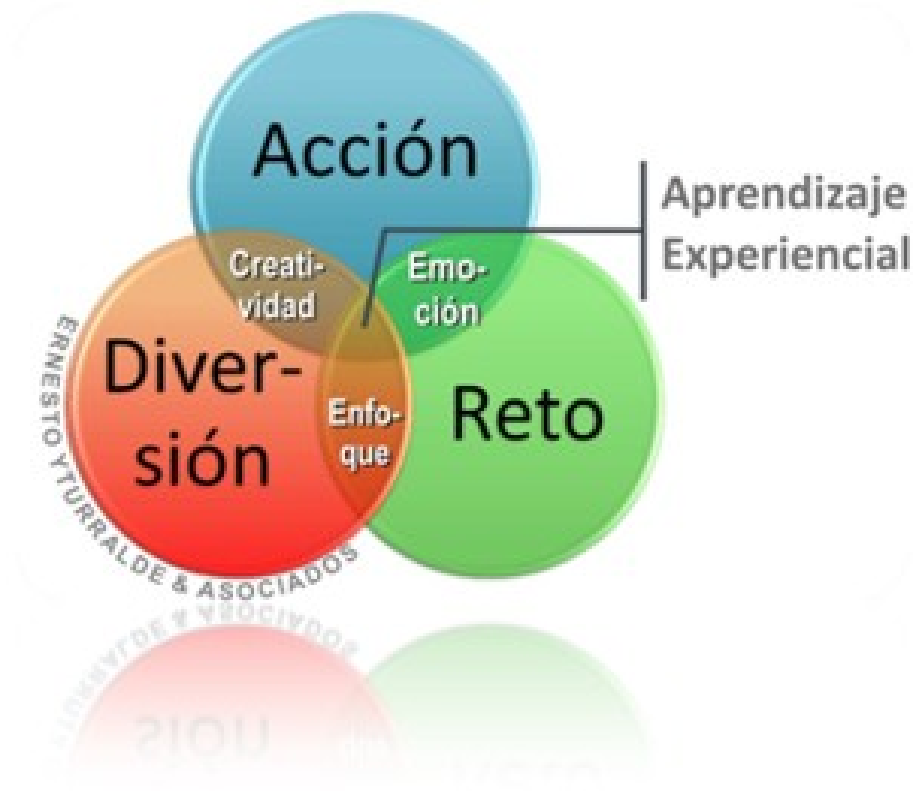 Acción
Aprendizaje
Experiencial
Creati-
vidad
Emo-
ción
Diver-
sión
Enfo-
que
Reto
ERNESTO YTURRALDE & ASOCIADOS